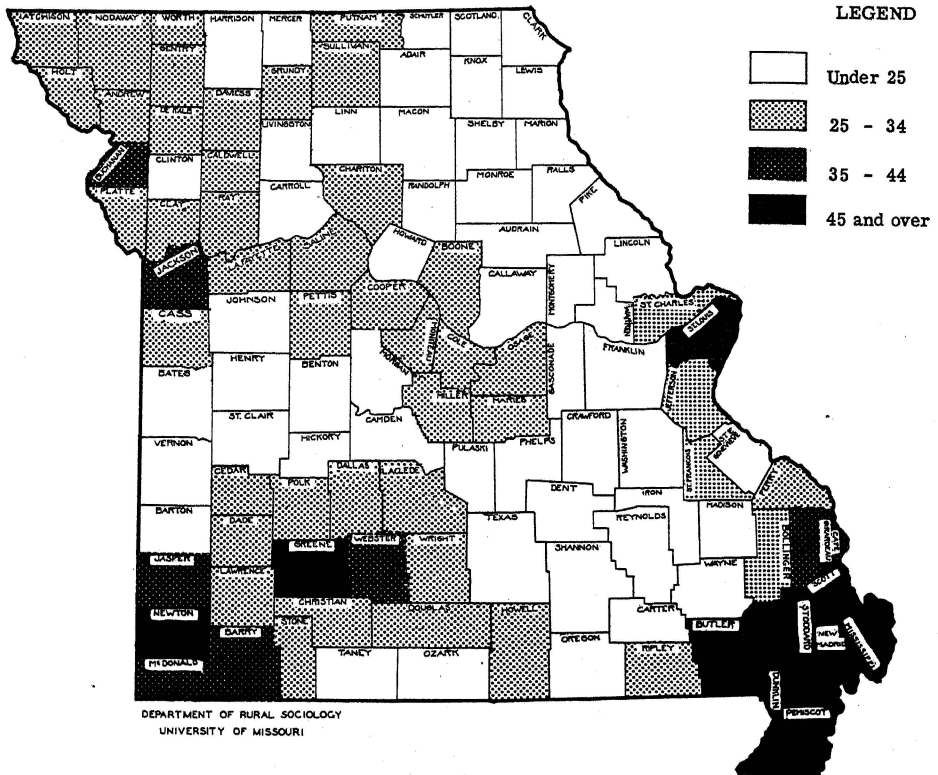 LEGEND
Under 25
25 - 34
35 - 44
45 and over
ATCHISON
NODAWAY
WORTH
HARRISON
MERCER
PUTNAM
SCHUYLER
SCOTLAND
CLARK
GENTRY
SULLIVAN
ADAIR
KNOX
LEWIS
HOLT
GRUNDY
ANDREW
DE KALB
DAVIESS
LIVINGSTON
LINN
MACON
SHELBY
MARION
BUCHANAN
CLINTON
CALDWELL
CHARITON
MONROE
RALLS
PLATTE
CLAY
RAY
CARROLL
RANDOLPH
PIKE
AUDRAIN
JACKSON
LAFAYETTE
SALINE
HOWARD
BOONE
CALLAWAY
MONTGOMERY
LINCOLN
JOHNSON
PETTIS
COOPER
WARREN
ST. CHARLES
ST. LOUIS
CASS
MORGAN
MONITEAU
COLE
OSAGE
GASCONADE
FRANKLIN
JEFFERSON
HENRY
BENTON
BATES
MILLER
MARIES
ST. CLAIR
CAMDEN
CRAWFORD
WASHINGTON
STE GENEVIEVE
VERNON
HICKORY
PULASKI
PHELPS
ST. FRANCOIS
PERRY
CEDAR
POLK
DALLAS
LACLEDE
DENT
IRON
MADISON
BARTON
DADE
TEXAS
REYNOLDS
BOLLINGER
CAPE GIRARDEAU
JASPER
GREENE
WEBSTER
WRIGHT
SHANNON
WAYNE
SCOTT
LAWRENCE
NEWTON
CHRISTIAN
DOUGLAS
HOWELL
CARTER
BUTLER
STODDARD
MISSISSIPPI
BARRY
STONE
NEW MADRID
McDONALD
TANEY
OZARK
OREGON
RIPLEY
DUNKLIN
PEMISCOT
DEPARTMENT OF RURAL SOCIOLOGY
UNIVERSITY OF MISSOURI